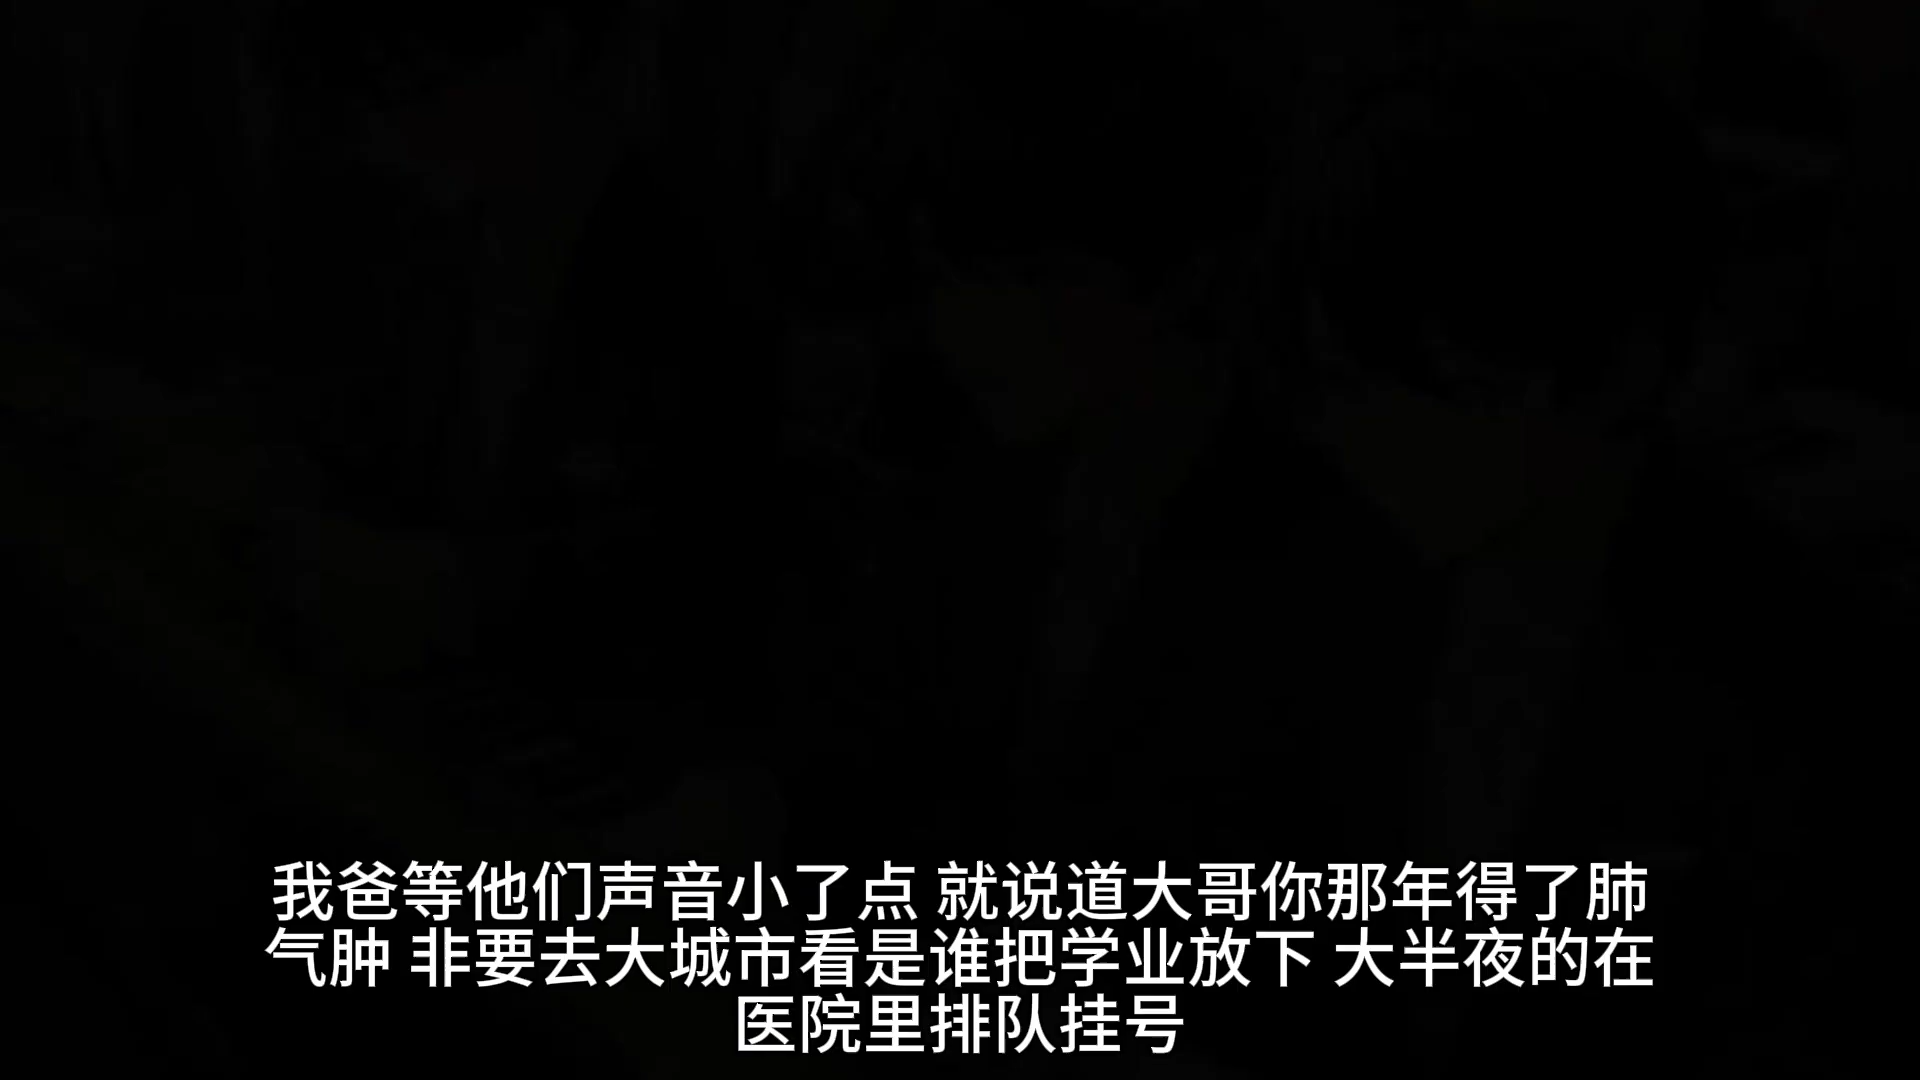 我爸等他们声音小了点 就说道大哥你那年得了肺
气肿 非要去大城市看是谁把学业放下 大半夜的在
医院里排队挂号